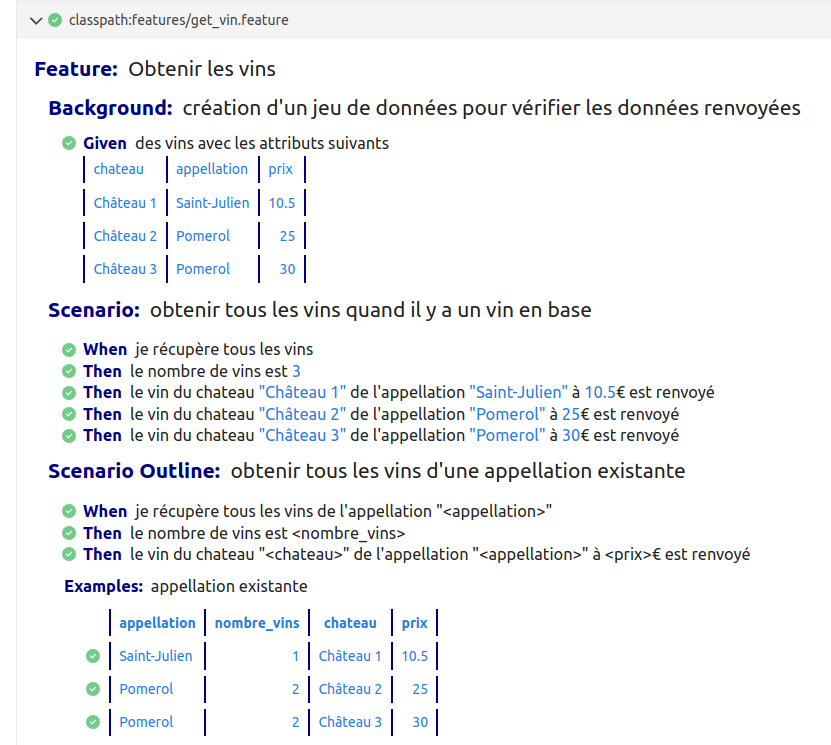 classpath:features/get_vin.feature
Feature: Obtenir les vins
Background: création d'un jeu de données pour vérifier les données renvoyées
Given des vins avec les attributs suivants
chateau appellation prix
Château 1 Saint-Julien 10.5
Château 2 Pomerol 25
Château 3 Pomerol 30
Scenario: obtenir tous les vins quand il y a un vin en base
When je récupère tous les vins
Then le nombre de vins est 3
Then le vin du chateau "Château 1" de l'appellation "Saint-Julien" à 10.5€ est renvoyé
Then le vin du chateau "Château 2" de l'appellation "Pomerol" à 25€ est renvoyé
Then le vin du chateau "Château 3" de l'appellation "Pomerol" à 30€ est renvoyé
Scenario Outline: obtenir tous les vins d'une appellation existante
When je récupère tous les vins de l'appellation "<appellation>"
Then le nombre de vins est <nombre_vins>
Then le vin du chateau "<chateau>" de l'appellation "<appellation>" à <prix>€ est renvoyé
Examples: appellation existante
appellation nombre_vins chateau prix
Saint-Julien 1 Château 1 10.5
Pomerol 2 Château 2 25
Pomerol 2 Château 3 30